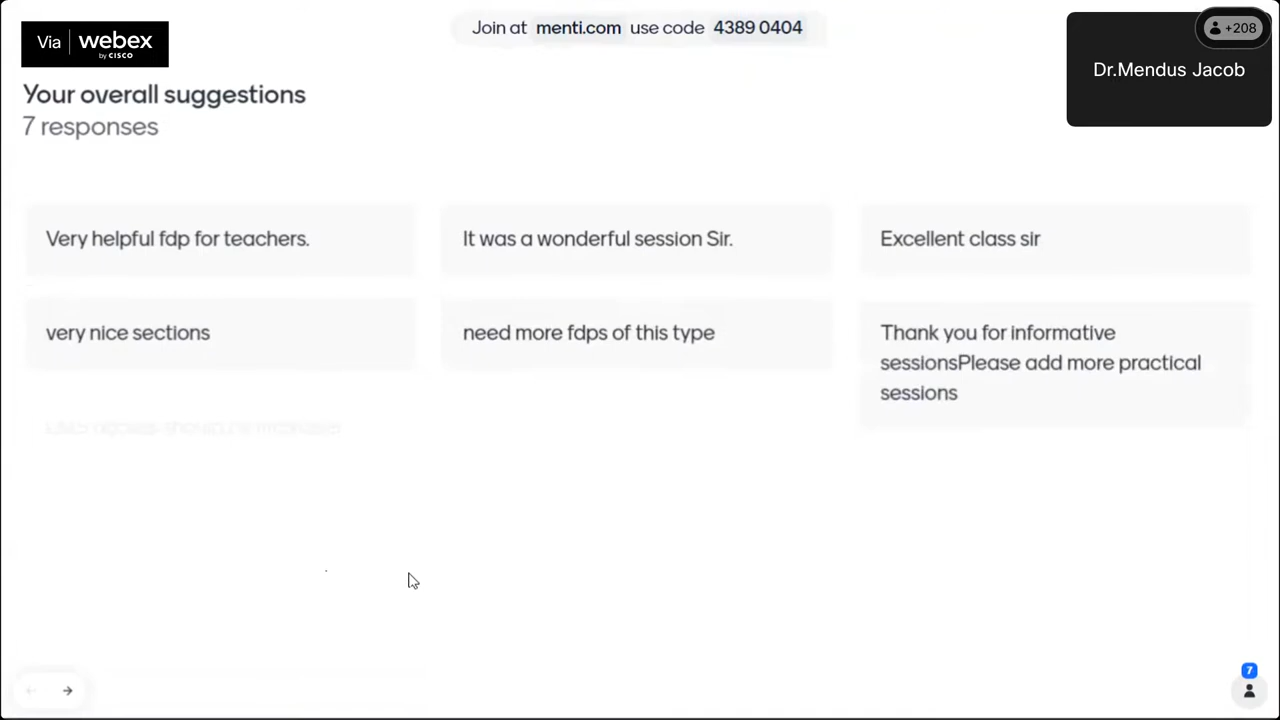 Via webex
by CISCO
Join at menti.com use code 4389 0404
+208
Dr.Mendus Jacob
Your overall suggestions
7 responses
Very helpful fdp for teachers.
It was a wonderful session Sir.
Excellent class sir
very nice sections
need more fdps of this type
Thank you for informative
sessionsPlease add more practical
sessions
7